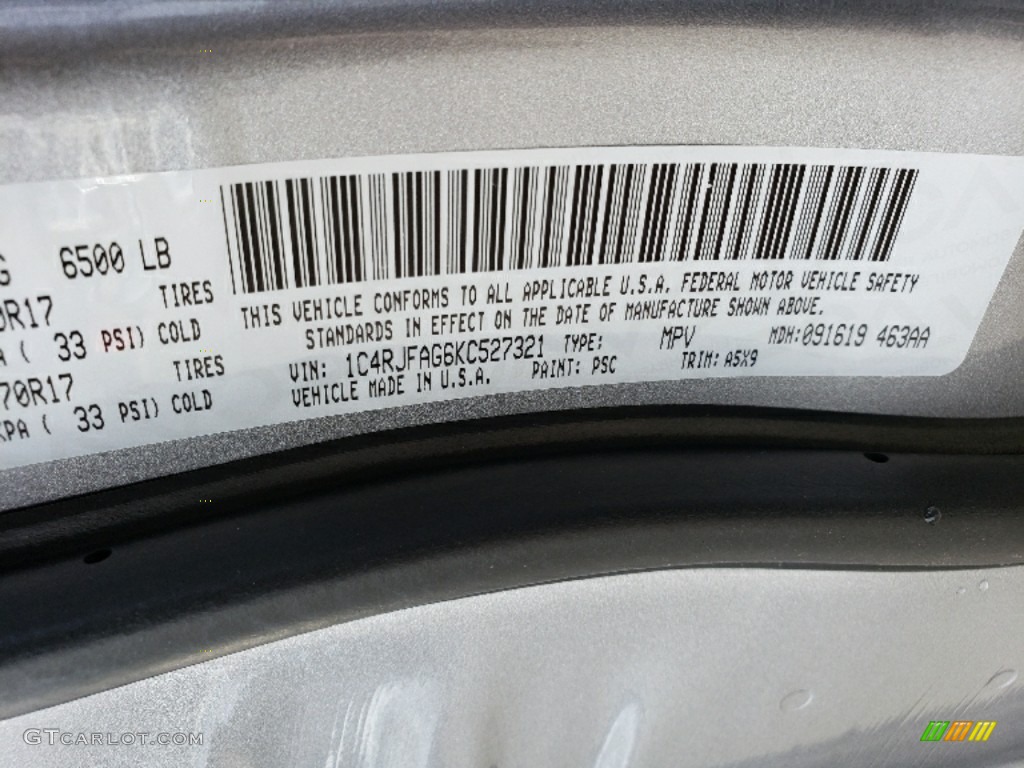 G 6500 LB
0R17 TIRES
A ( 33 PSI) COLD
70R17 TIRES
KPA ( 33 PSI) COLD
THIS VEHICLE CONFORMS TO ALL APPLICABLE U.S.A. FEDERAL MOTOR VEHICLE SAFETY
STANDARDS IN EFFECT ON THE DATE OF MANUFACTURE SHOWN ABOVE.
VIN: 1C4RJFAG6KC527321 TYPE: MPV MDH:091619 463AA
VEHICLE MADE IN U.S.A. PAINT: PSC TRIM: A5X9
GTCARLOT.COM